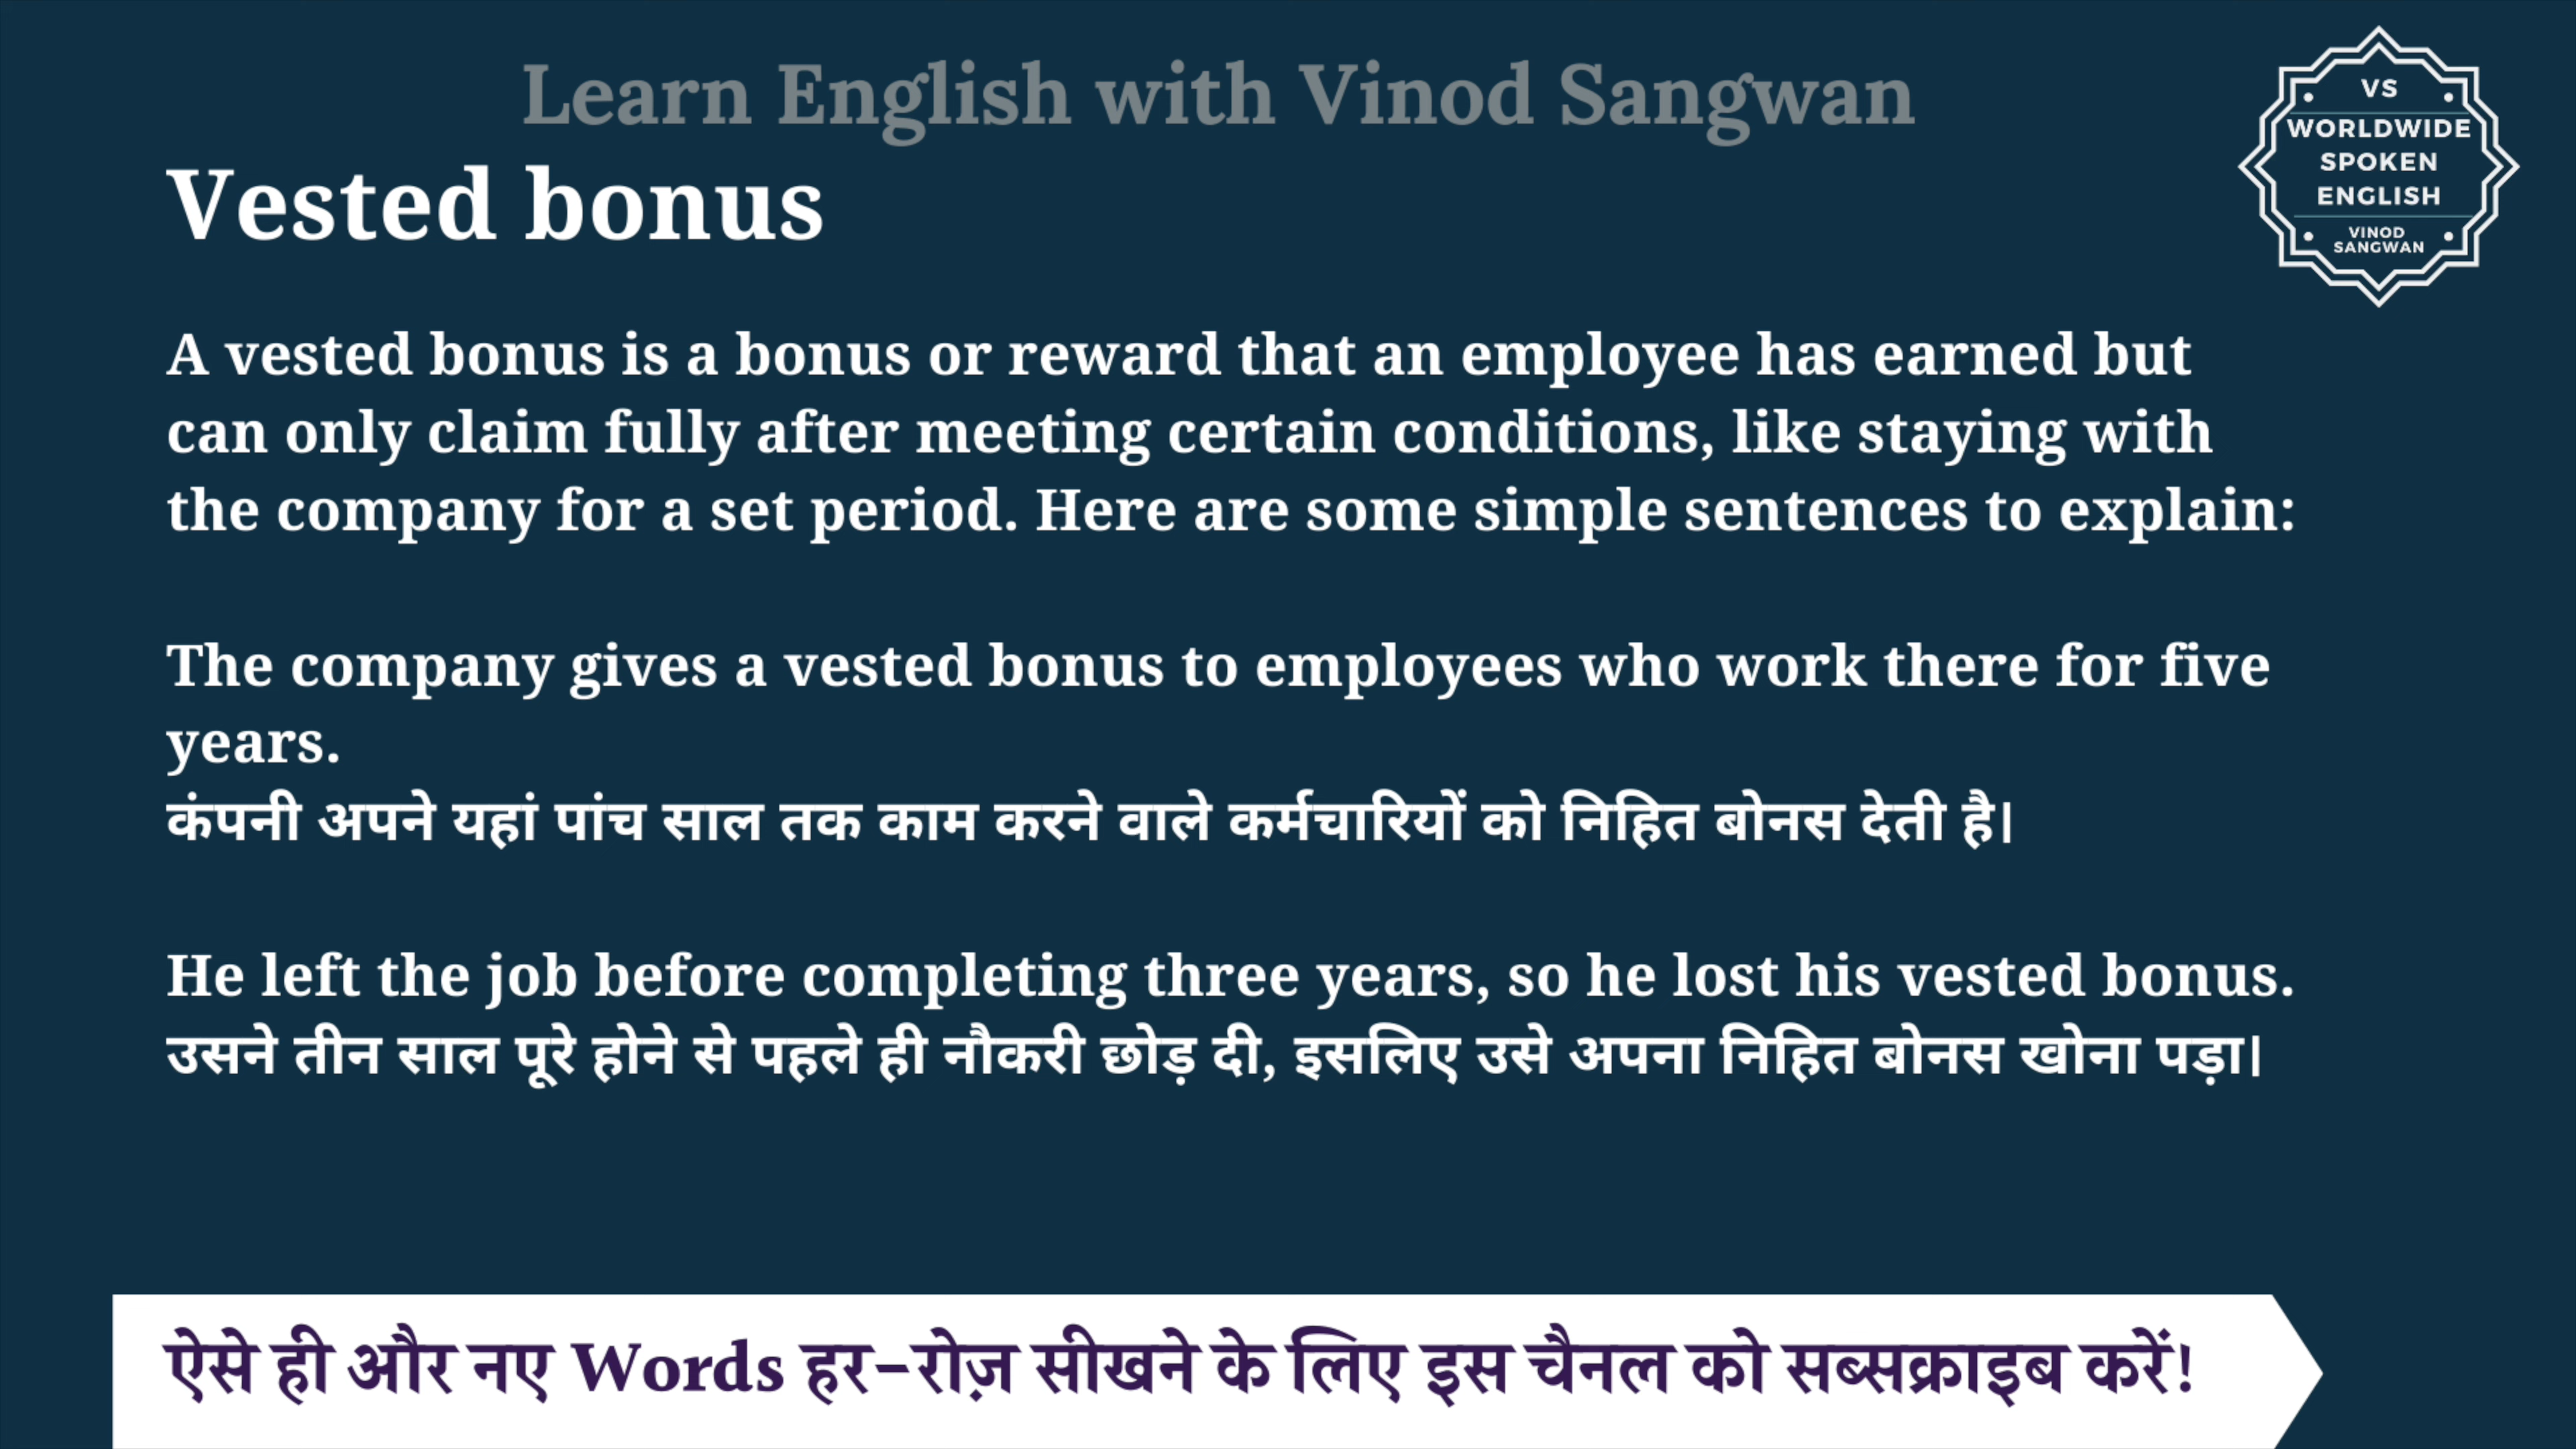 Learn English with Vinod Sangwan
VS
WORLDWIDE
SPOKEN
ENGLISH
VINOD
SANGWAN
Vested bonus
A vested bonus is a bonus or reward that an employee has earned but
can only claim fully after meeting certain conditions, like staying with
the company for a set period. Here are some simple sentences to explain:
The company gives a vested bonus to employees who work there for five
years.
कंपनी अपने यहां पांच साल तक काम करने वाले कर्मचारियों को निहित बोनस देती है।
He left the job before completing three years, so he lost his vested bonus.
उसने तीन साल पूरे होने से पहले ही नौकरी छोड़ दी, इसलिए उसे अपना निहित बोनस खोना पड़ा।
ऐसे ही और नए Words हर-रोज़ सीखने के लिए इस चैनल को सब्सक्राइब करें!